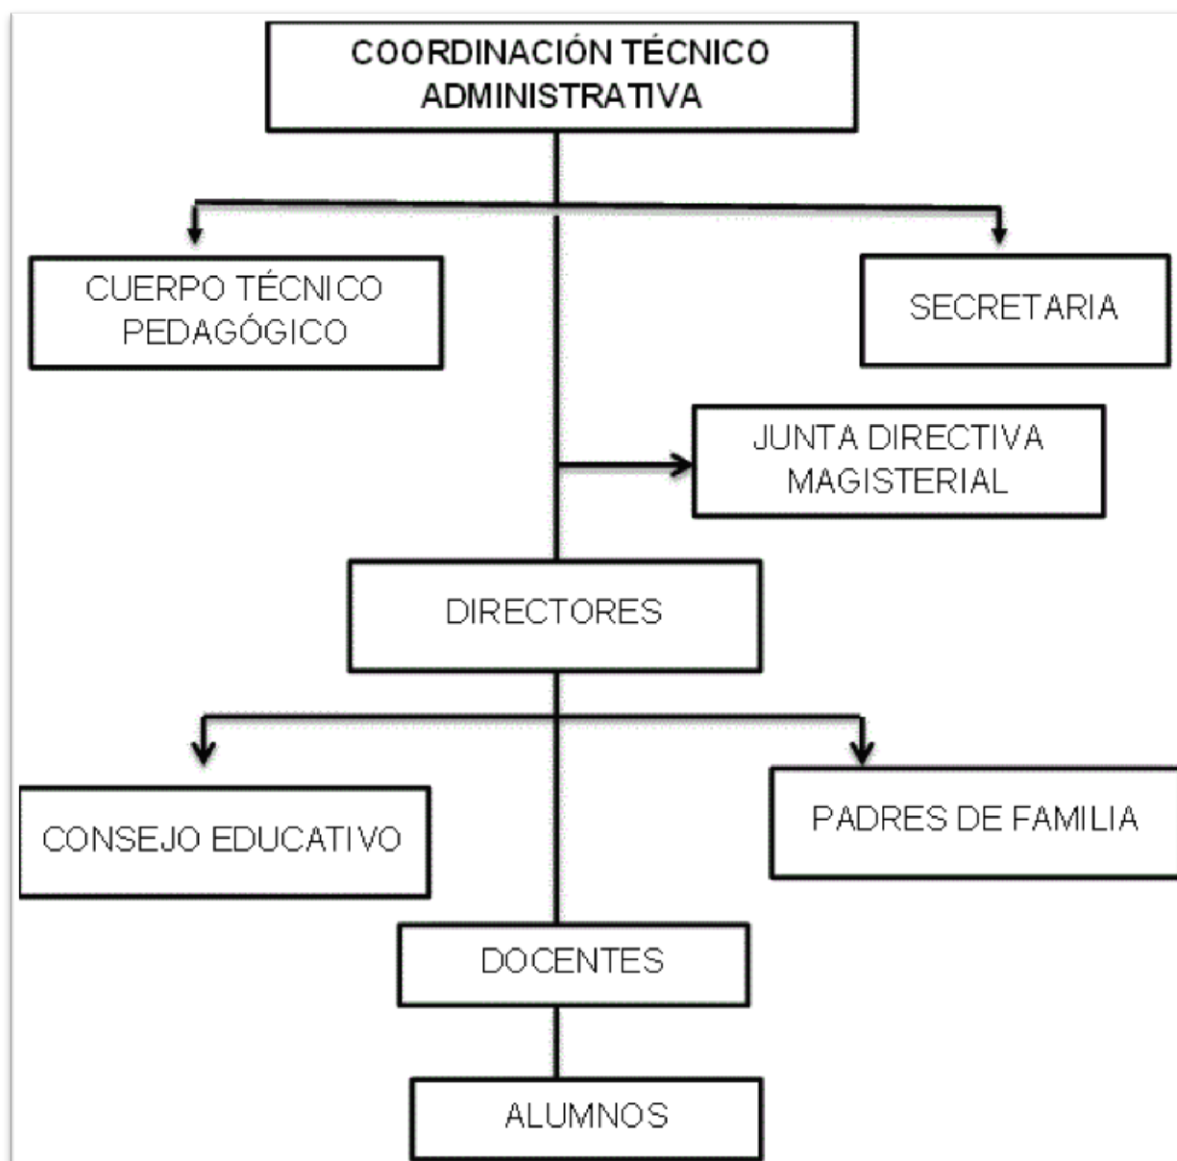 COORDINACIÓN TÉCNICO
ADMINISTRATIVA
CUERPO TÉCNICO
PEDAGÓGICO
SECRETARIA
JUNTA DIRECTIVA
MAGISTERIAL
DIRECTORES
CONSEJO EDUCATIVO
PADRES DE FAMILIA
DOCENTES
ALUMNOS